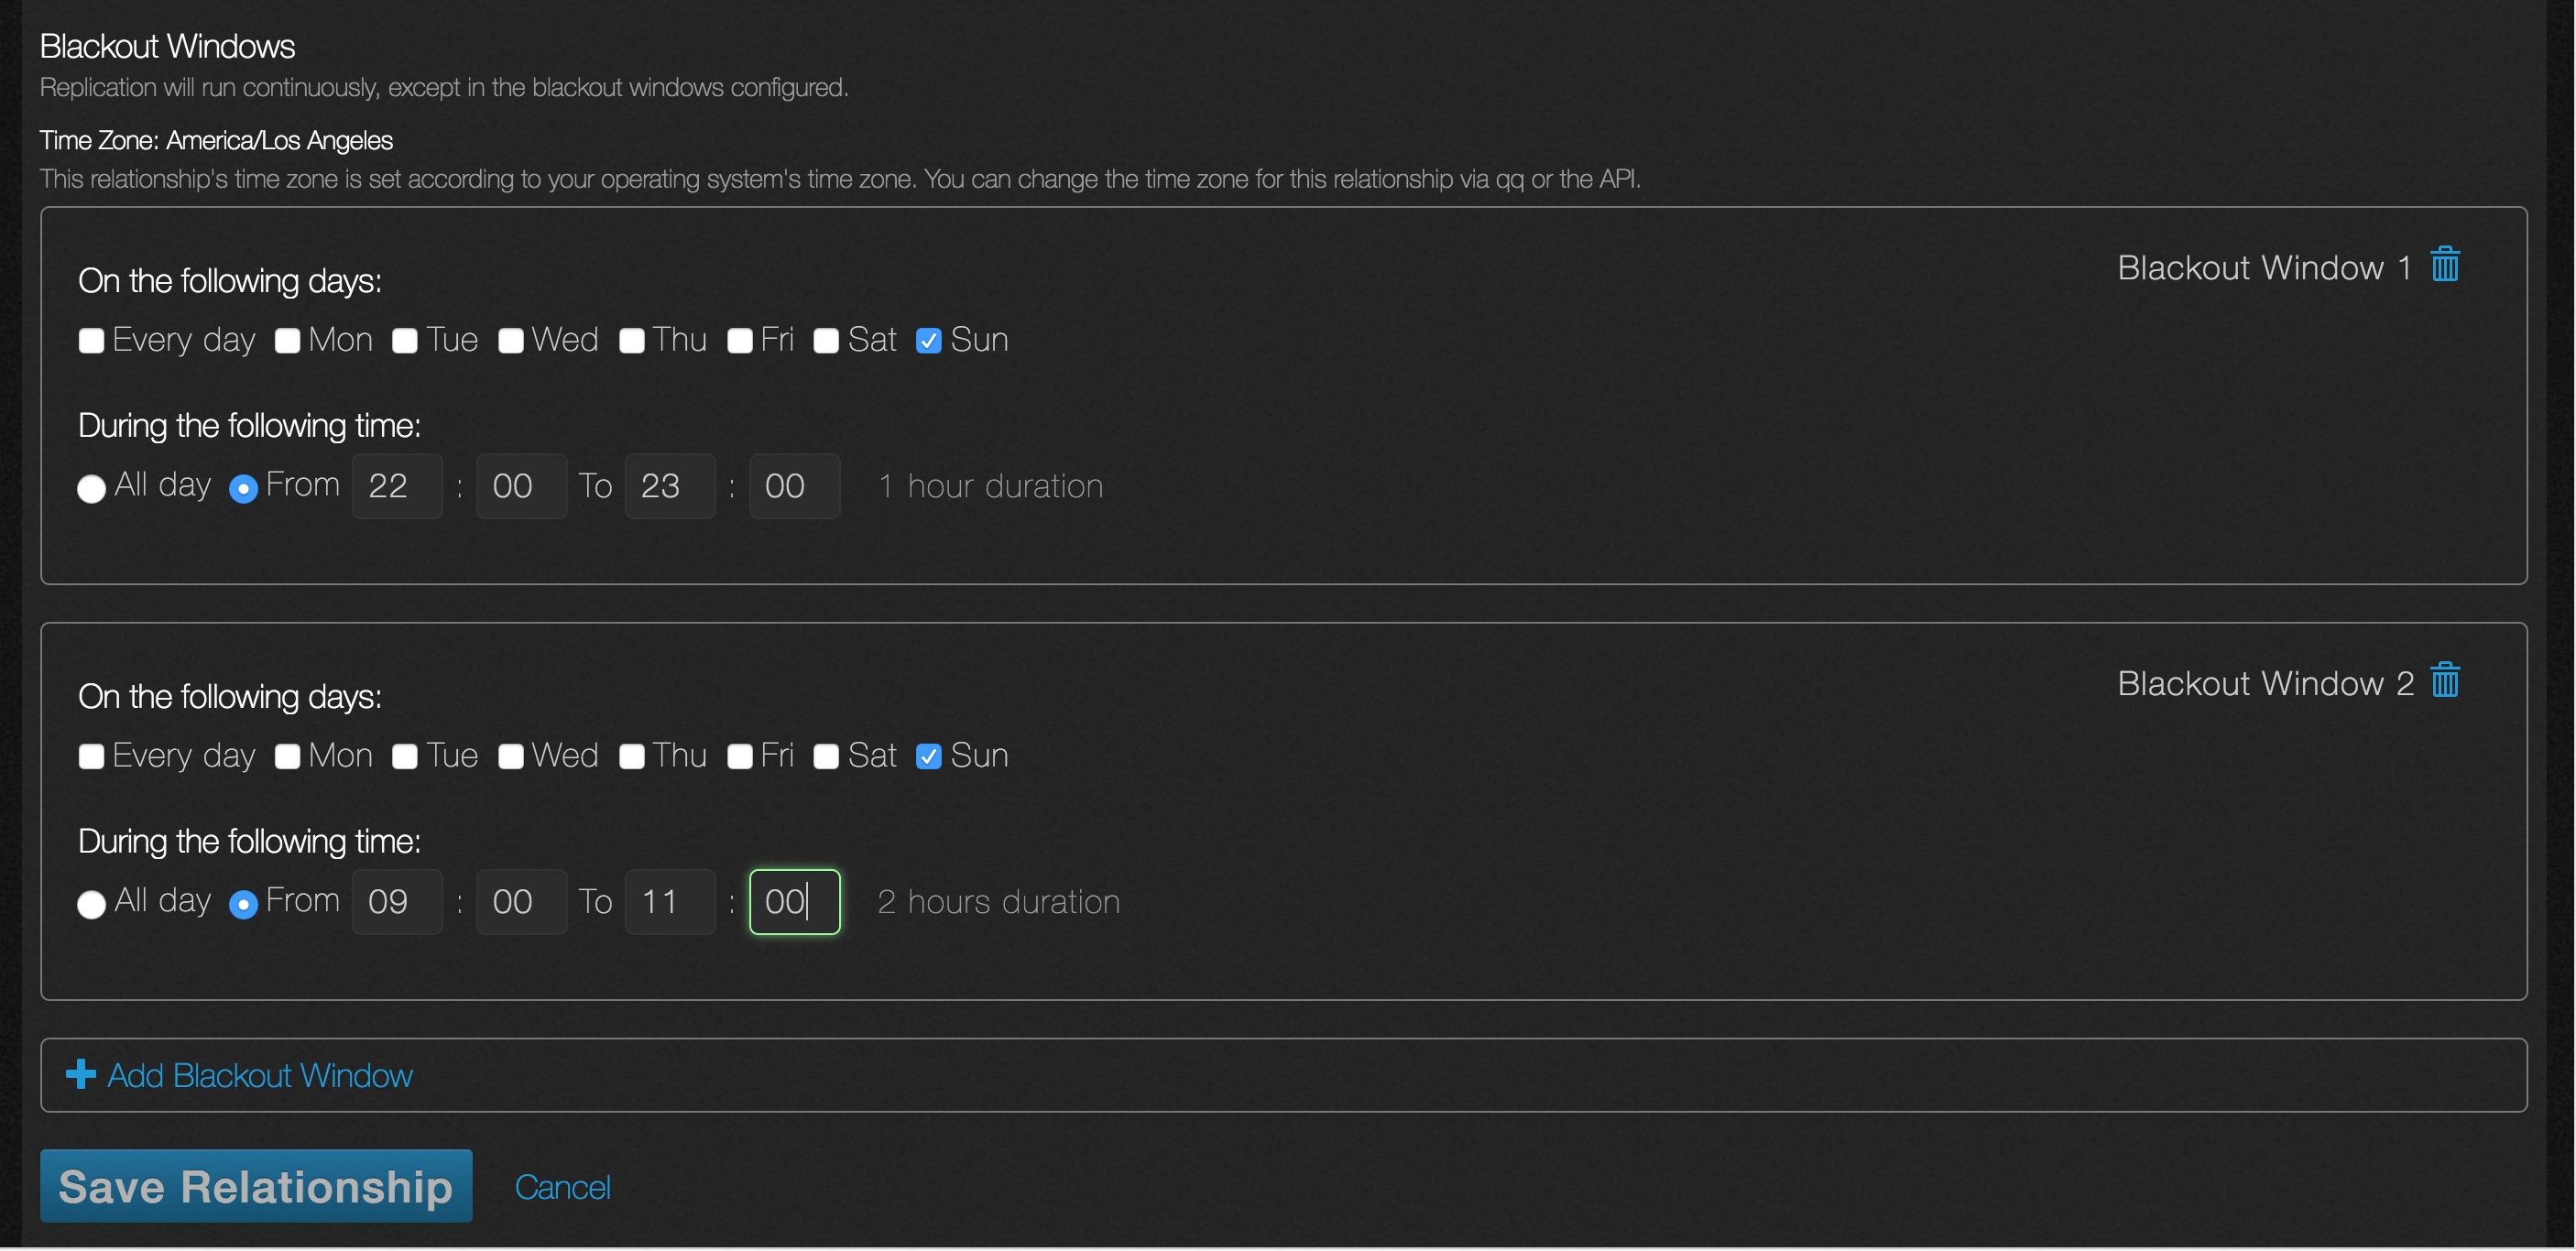 Blackout Windows
Replication will run continuously, except in the blackout windows configured.
Time Zone: America/Los Angeles
This relationship's time zone is set according to your operating system's time zone. You can change the time zone for this relationship via qq or the API.
Blackout Window 1
On the following days:
Every day Mon Tue Wed Thu Fri Sat Sun
During the following time:
All day From 22 : 00 To 23 : 00 1 hour duration
Blackout Window 2
On the following days:
Every day Mon Tue Wed Thu Fri Sat Sun
During the following time:
All day From 09 : 00 To 11 : 00 2 hours duration
Add Blackout Window
Save Relationship Cancel